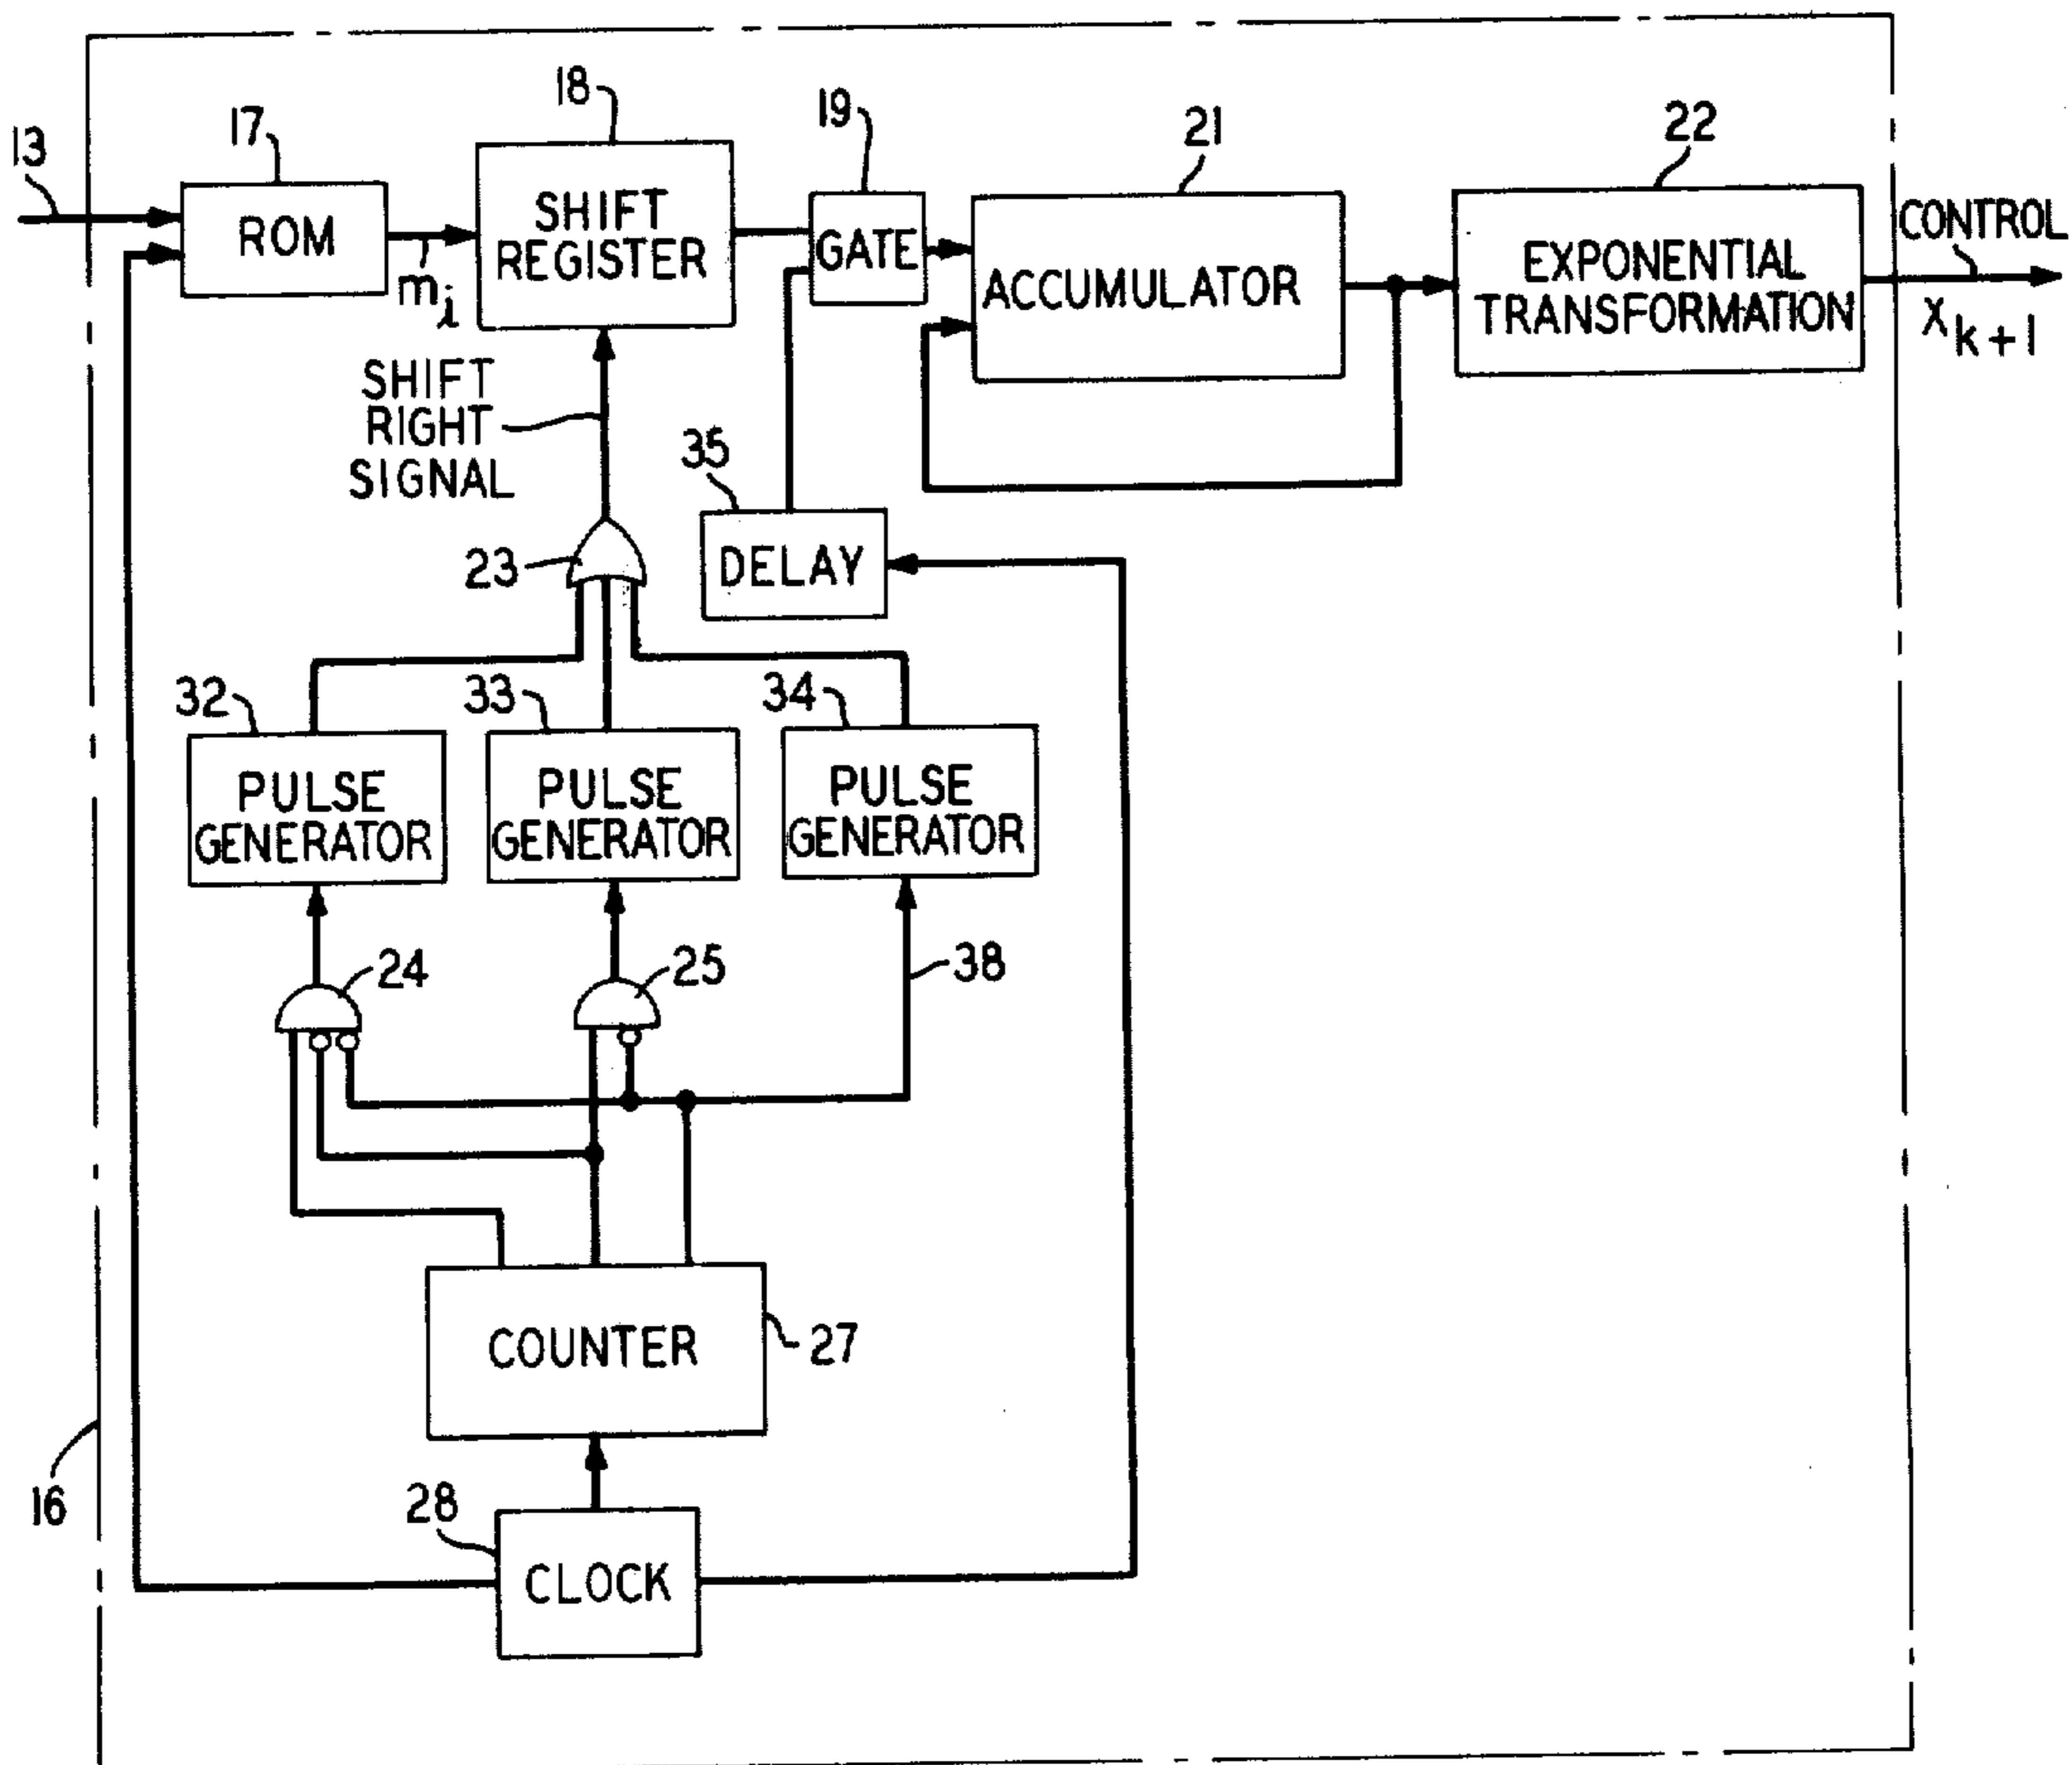 13
17
18
19
21
22
ROM
m_i
SHIFT
REGISTER
GATE
ACCUMULATOR
EXPONENTIAL
TRANSFORMATION
CONTROL
X_{k+1}
SHIFT
RIGHT
SIGNAL
35
DELAY
23
32
33
34
PULSE
GENERATOR
PULSE
GENERATOR
PULSE
GENERATOR
24
25
38
COUNTER
27
16
28
CLOCK